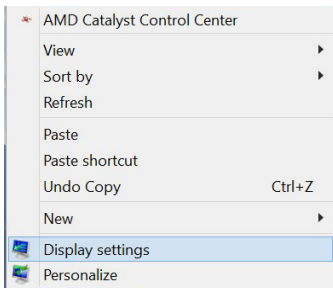 AMD Catalyst Control Center
View
Sort by
Refresh
Paste
Paste shortcut
Undo Copy Ctrl+Z
New
Display settings
Personalize